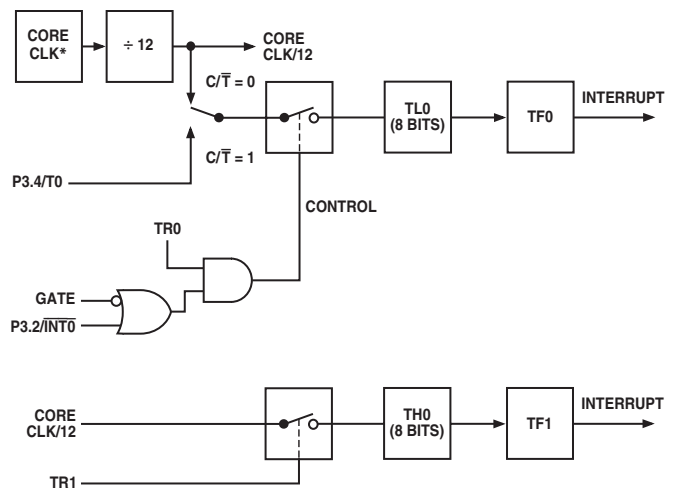 CORE
CLK*
÷ 12
CORE
CLK/12
C/T̅ = 0
C/T̅ = 1
TL0
(8 BITS)
TF0
INTERRUPT
P3.4/T0
CONTROL
TR0
GATE
P3.2/I̅N̅T̅0̅
CORE
CLK/12
TH0
(8 BITS)
TF1
INTERRUPT
TR1